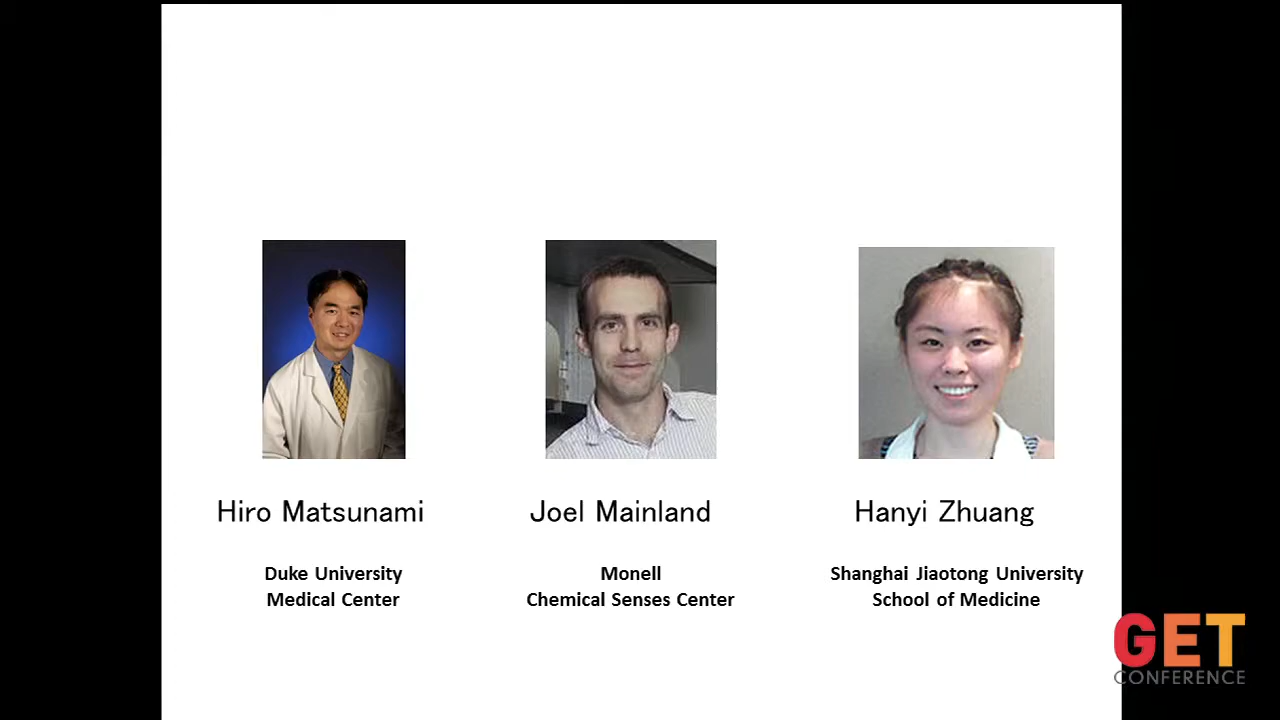 Hiro Matsunami
Joel Mainland
Hanyi Zhuang
Duke University
Medical Center
Monell
Chemical Senses Center
Shanghai Jiaotong University
School of Medicine
GET
CONFERENCE